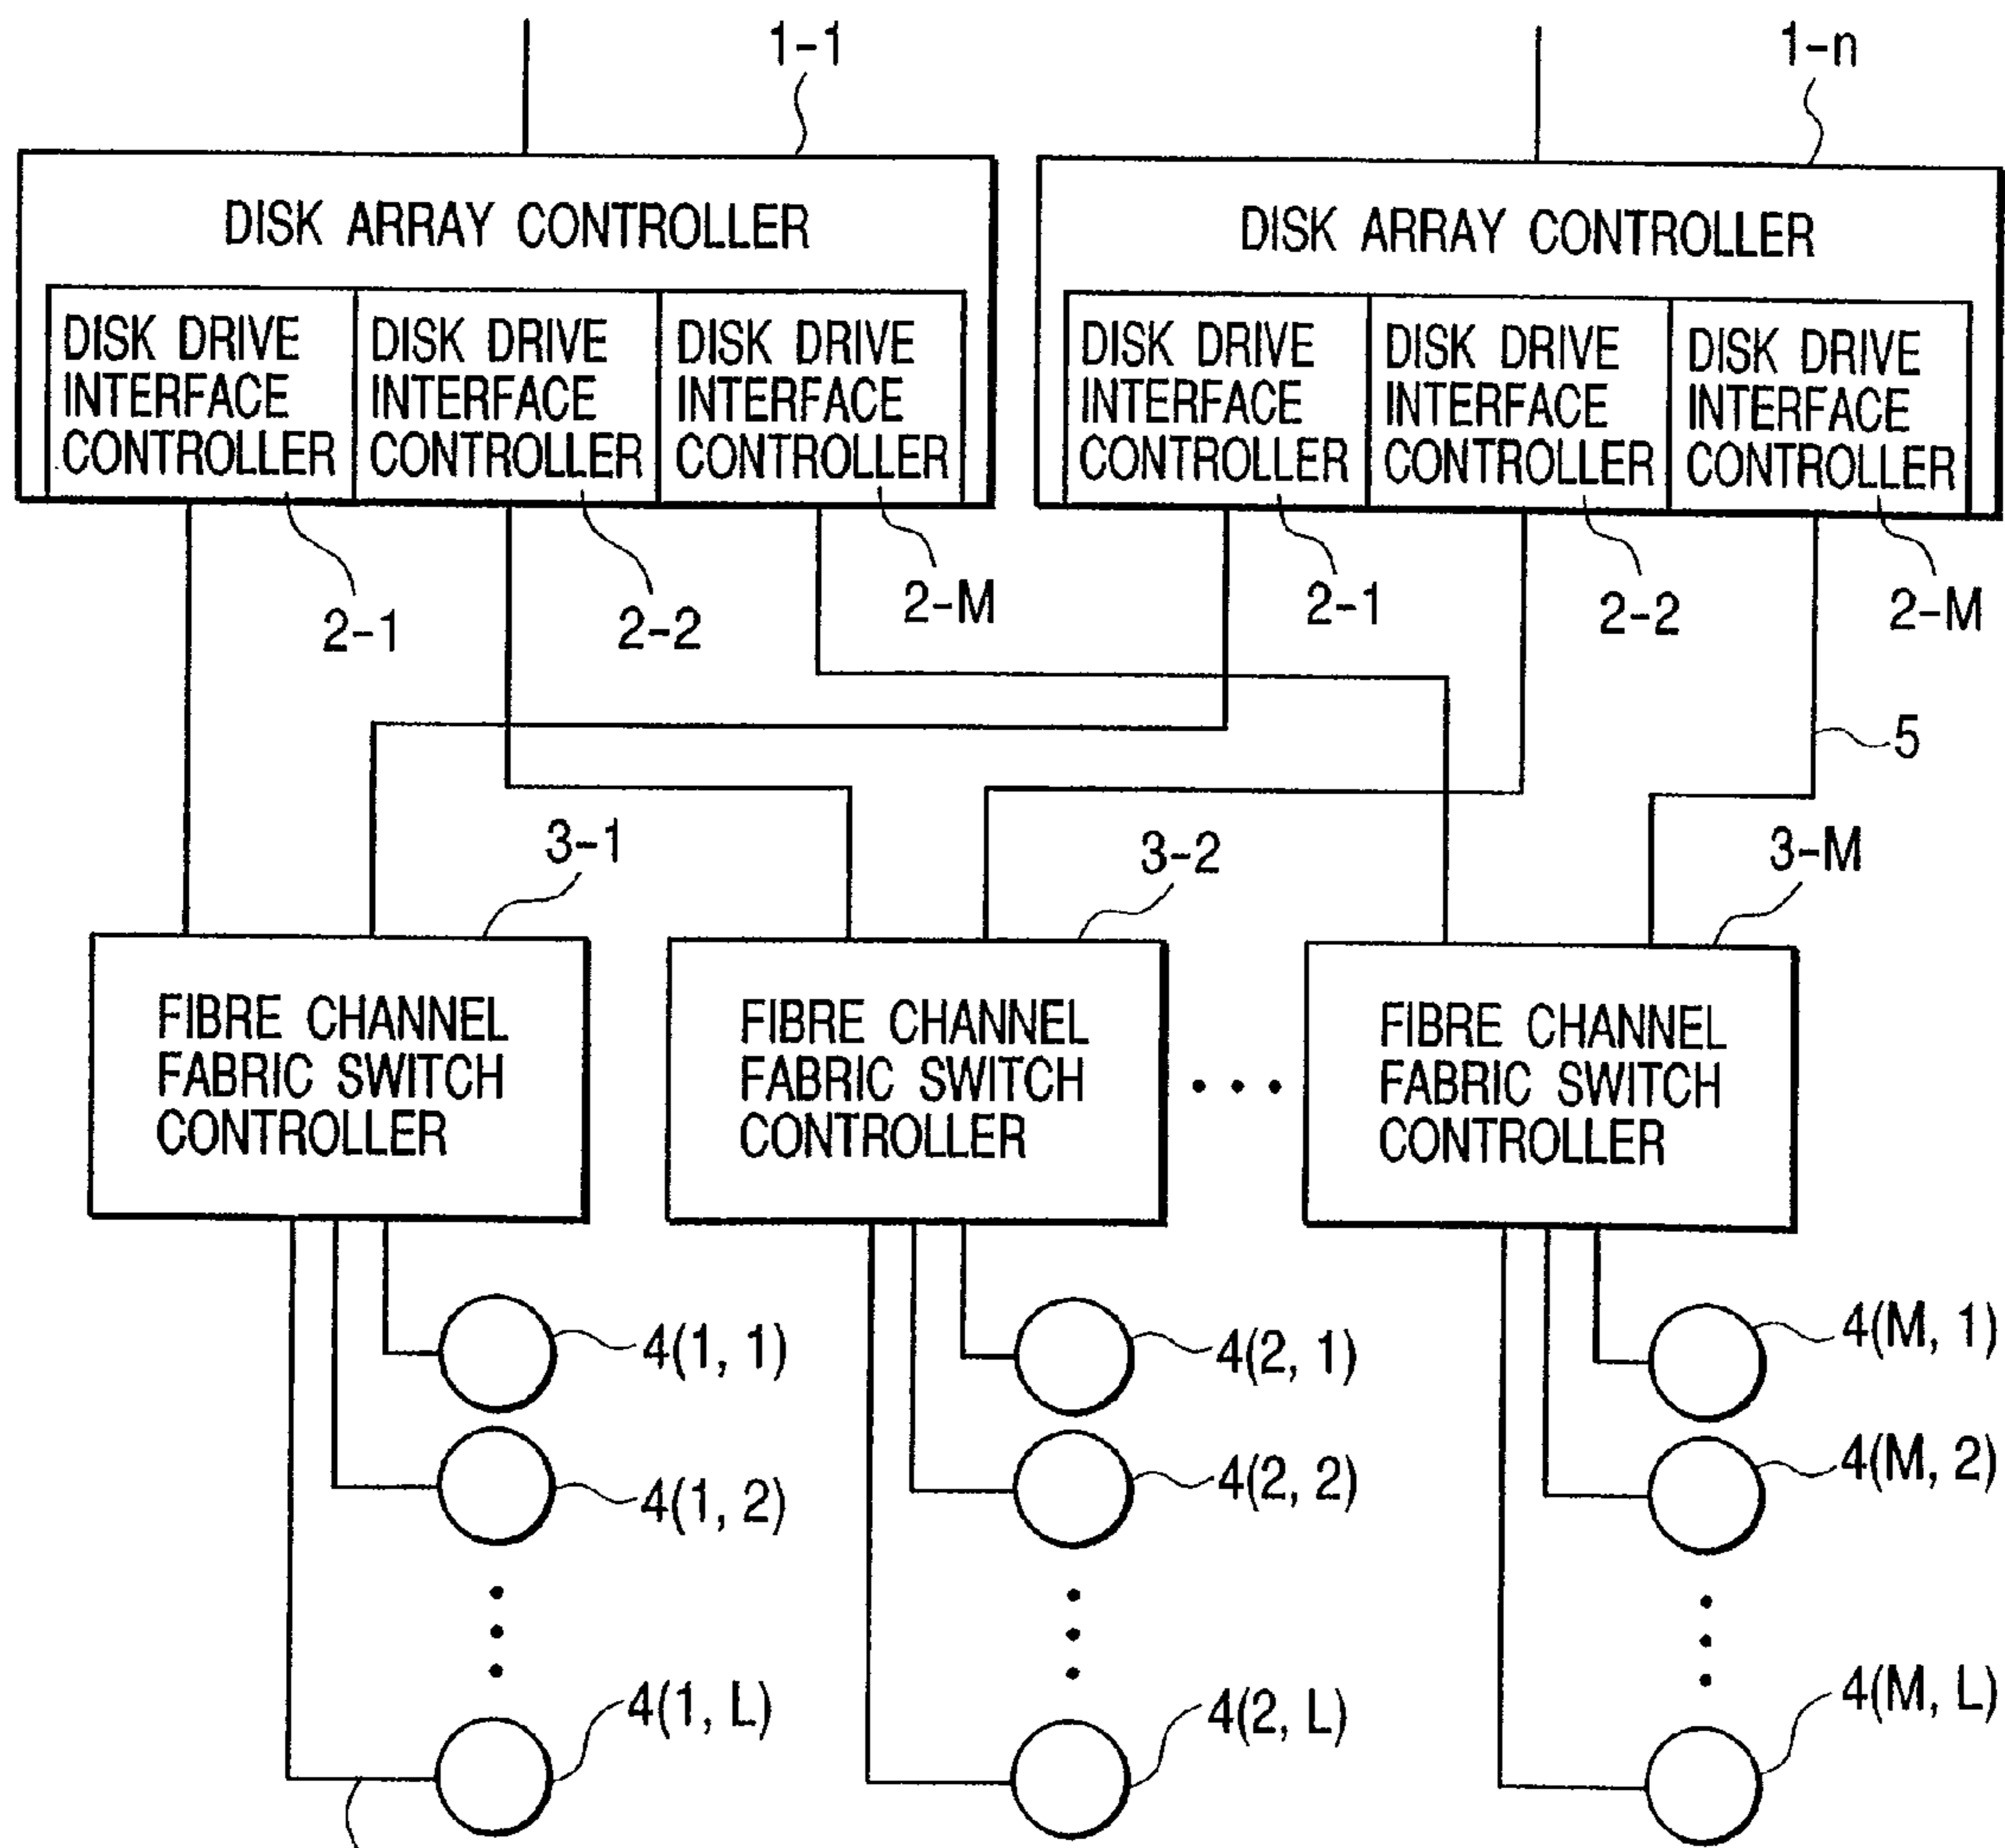 1-1
1-n
DISK ARRAY CONTROLLER
DISK ARRAY CONTROLLER
DISK DRIVE
INTERFACE
CONTROLLER
DISK DRIVE
INTERFACE
CONTROLLER
DISK DRIVE
INTERFACE
CONTROLLER
DISK DRIVE
INTERFACE
CONTROLLER
DISK DRIVE
INTERFACE
CONTROLLER
DISK DRIVE
INTERFACE
CONTROLLER
2-1
2-2
2-M
2-1
2-2
2-M
5
3-1
3-2
3-M
FIBRE CHANNEL
FABRIC SWITCH
CONTROLLER
FIBRE CHANNEL
FABRIC SWITCH
CONTROLLER
FIBRE CHANNEL
FABRIC SWITCH
CONTROLLER
4(1, 1)
4(2, 1)
4(M, 1)
4(1, 2)
4(2, 2)
4(M, 2)
4(1, L)
4(2, L)
4(M, L)